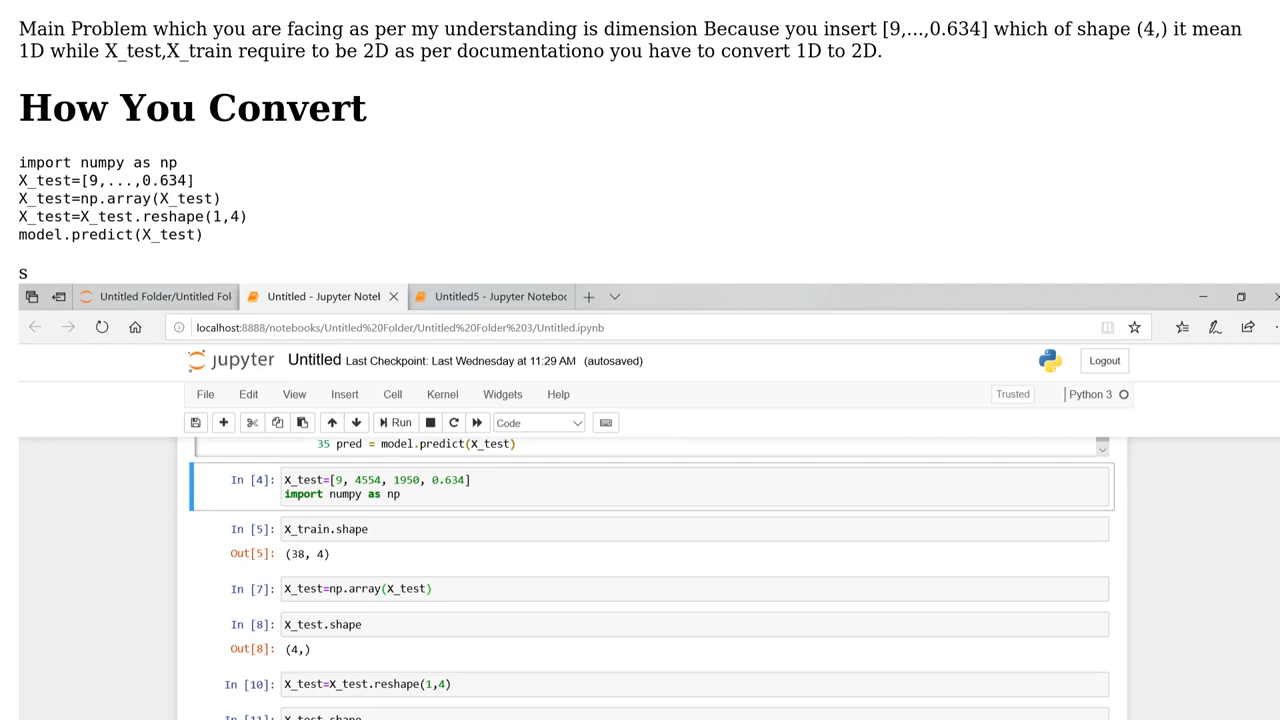 Main Problem which you are facing as per my understanding is dimension Because you insert [9,...,0.634] which of shape (4,) it mean
1D while X_test,X_train require to be 2D as per documentationo you have to convert 1D to 2D.
How You Convert
import numpy as np
X_test=[9,...,0.634]
X_test=np.array(X_test)
X_test=X_test.reshape(1,4)
model.predict(X_test)
s
Untitled Folder/Untitled Fol Untitled - Jupyter Notel Untitled5 - Jupyter Noteboc
localhost:8888/notebooks/Untitled%20Folder/Untitled%20Folder%203/Untitled.ipynb
jupyter Untitled Last Checkpoint: Last Wednesday at 11:29 AM (autosaved) Logout
File Edit View Insert Cell Kernel Widgets Help Trusted Python 3
Run Code
35 pred = model.predict(X_test)
In [4]: X_test=[9, 4554, 1950, 0.634]
import numpy as np
In [5]: X_train.shape
Out[5]: (38, 4)
In [7]: X_test=np.array(X_test)
In [8]: X_test.shape
Out[8]: (4,)
In [10]: X_test=X_test.reshape(1,4)
In [11]: X_test.shape